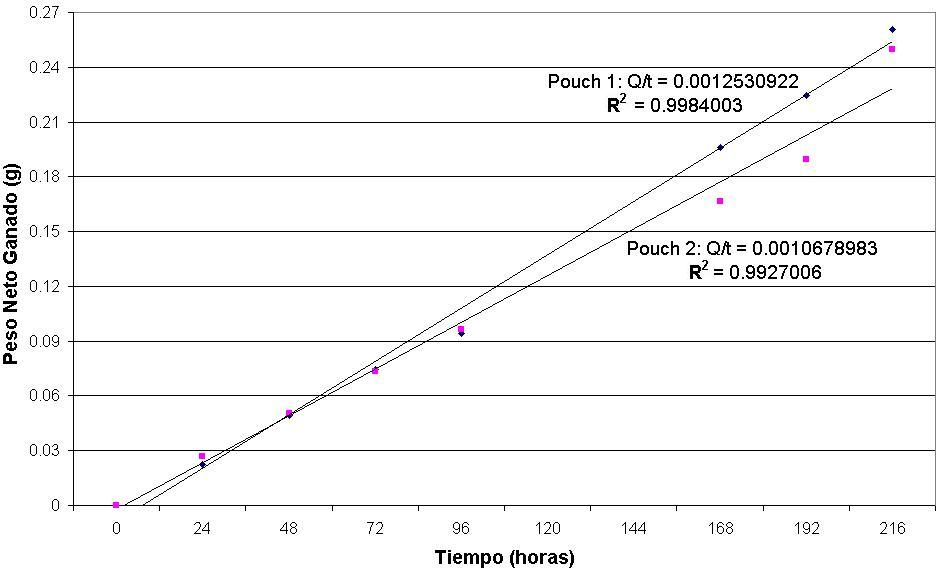 0.27
0.24
0.21
0.18
0.15
0.12
0.09
0.06
0.03
0
Peso Neto Ganado (g)
Pouch 1: Q/t = 0.0012530922
R² = 0.9984003
Pouch 2: Q/t = 0.0010678983
R² = 0.9927006
0 24 48 72 96 120 144 168 192 216
Tiempo (horas)